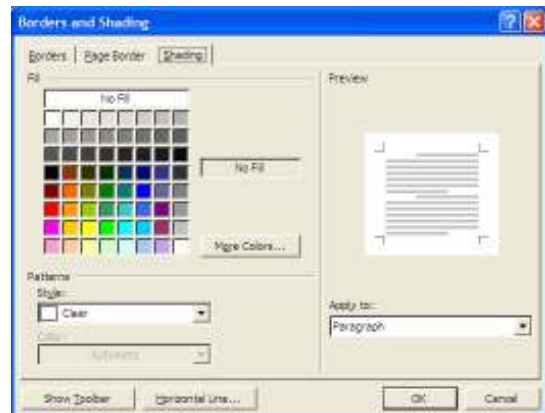 Borders and Shading
Borders Page Border Shading
Fill
No Fill
No Fill
More Colors...
Patterns
Style:
Clear
Color:
Automatic
Preview
Apply to:
Paragraph
Show Toolbar Horizontal Line... OK Cancel